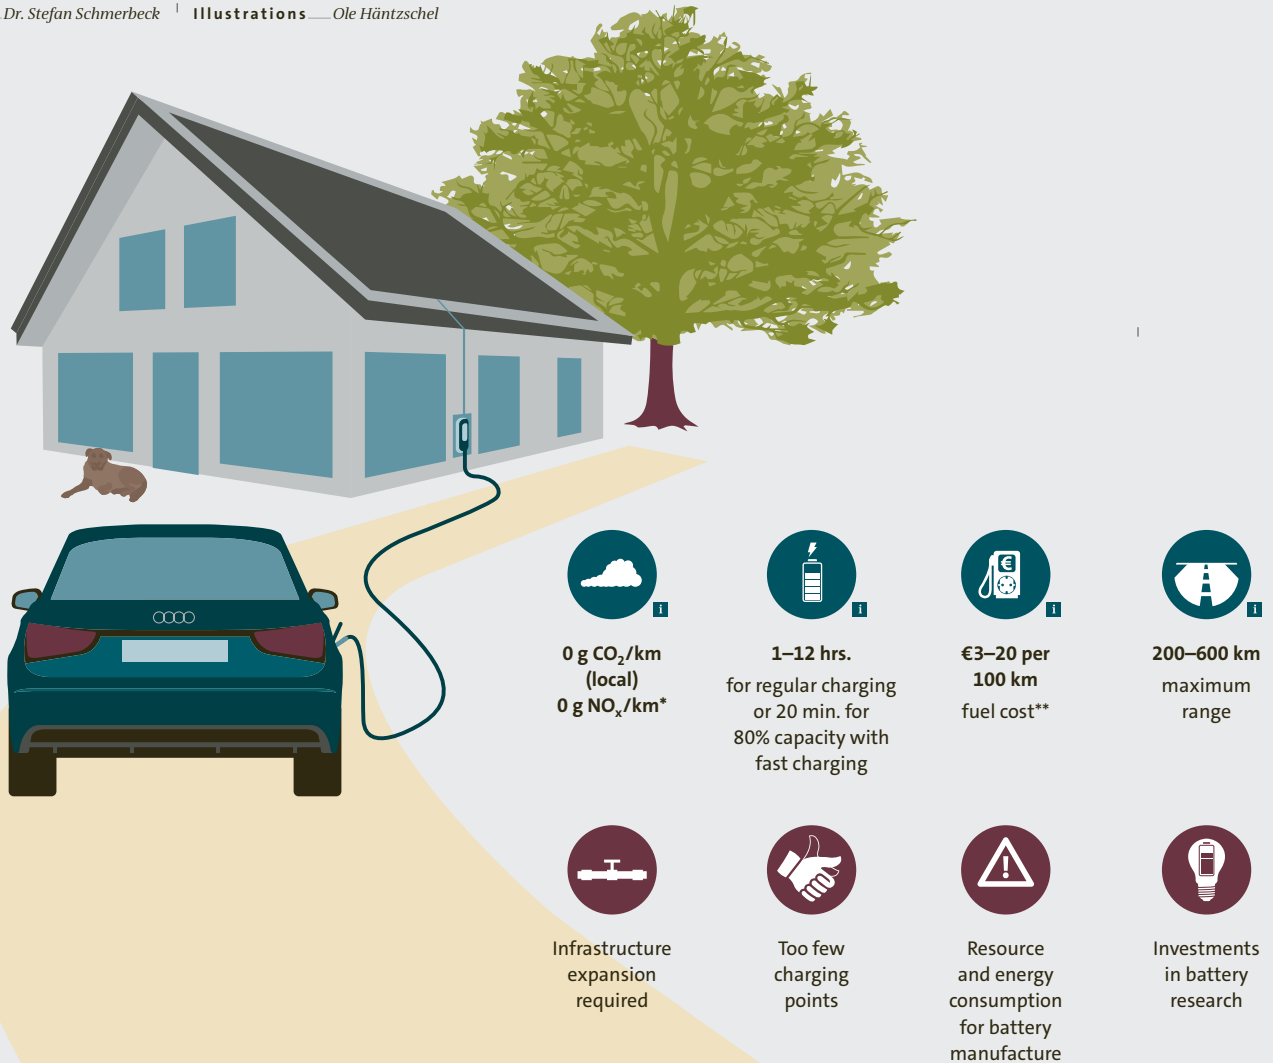 Dr. Stefan Schmerbeck | Illustrations__Ole Häntzschel
0 g CO₂/km
(local)
0 g NOₓ/km*
1–12 hrs.
for regular charging
or 20 min. for
80% capacity with
fast charging
€3–20 per
100 km
fuel cost**
200–600 km
maximum
range
Infrastructure
expansion
required
Too few
charging
points
Resource
and energy
consumption
for battery
manufacture
Investments
in battery
research